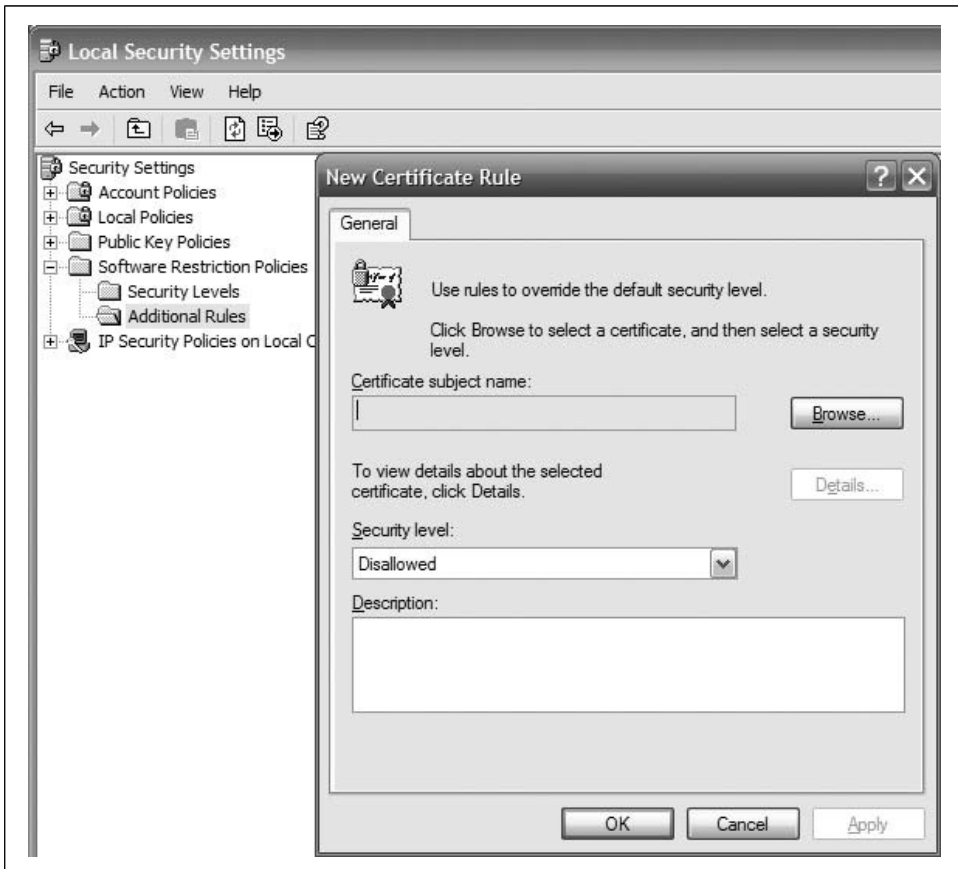 Local Security Settings
File Action View Help
Security Settings
Account Policies
Local Policies
Public Key Policies
Software Restriction Policies
Security Levels
Additional Rules
IP Security Policies on Local C
New Certificate Rule
General
Use rules to override the default security level.
Click Browse to select a certificate, and then select a security
level.
Certificate subject name:
Browse...
To view details about the selected
certificate, click Details.
Details...
Security level:
Disallowed
Description:
OK Cancel Apply